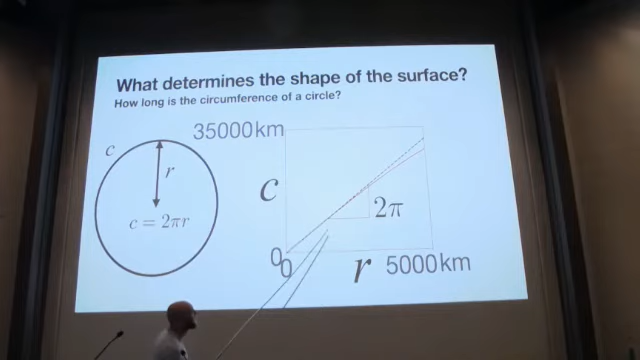 What determines the shape of the surface?
How long is the circumference of a circle?
35000km
c
r
c = 2πr
c
2π
0
0
r 5000km